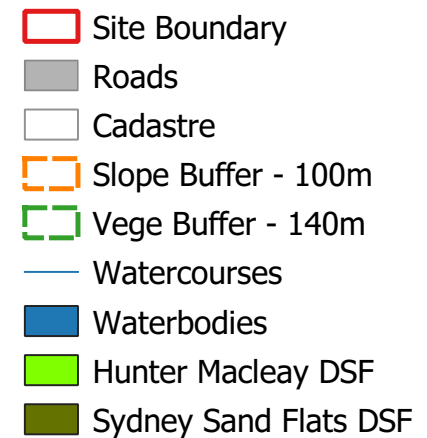 Site Boundary
Roads
Cadastre
Slope Buffer - 100m
Vege Buffer - 140m
Watercourses
Waterbodies
Hunter Macleay DSF
Sydney Sand Flats DSF